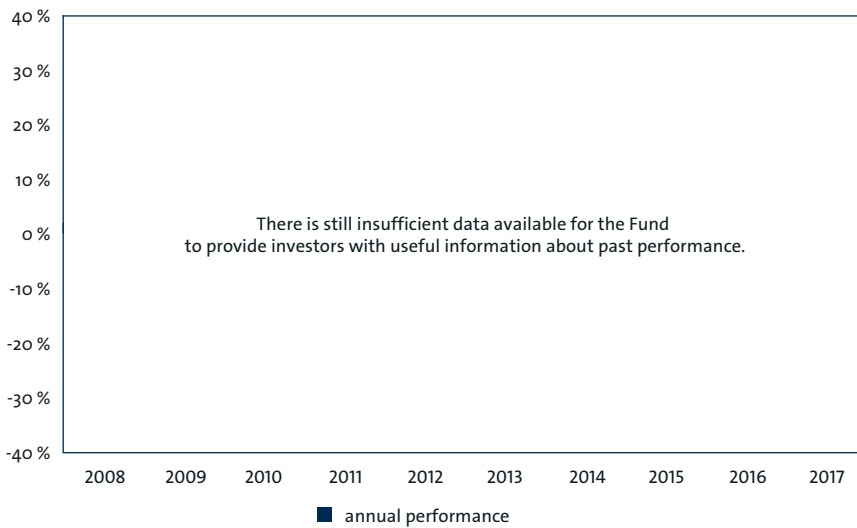 40 %
30 %
20 %
10 %
0 %
-10 %
-20 %
-30 %
-40 %
There is still insufficient data available for the Fund
to provide investors with useful information about past performance.
2008 2009 2010 2011 2012 2013 2014 2015 2016 2017
annual performance